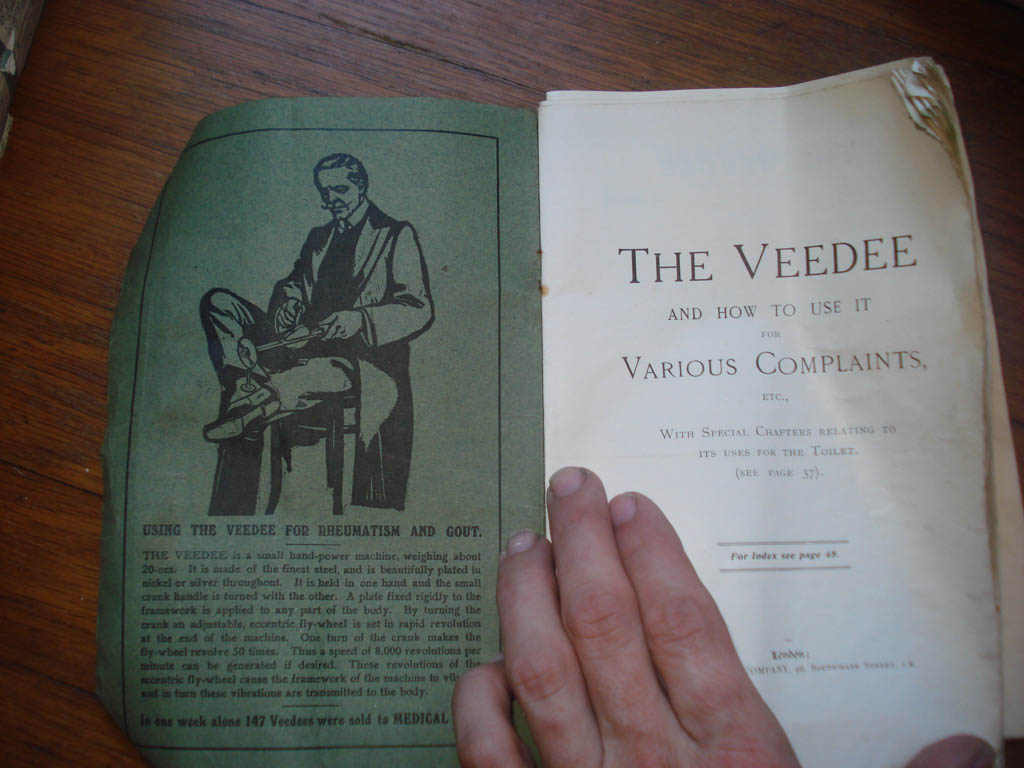 USING THE VEEDEE FOR RHEUMATISM AND GOUT.
THE VEEDEE is a small hand-power machine, weighing about
20-ozs. It is made of the finest steel, and is beautifully plated in
nickel or silver throughout. It is held in one hand and the small
crank handle is turned with the other. A plate fixed rigidly to the
framework is applied to any part of the body. By turning the
crank an adjustable, eccentric fly-wheel is set in rapid revolution
at the end of the machine. One turn of the crank makes the
fly-wheel revolve 50 times. Thus a speed of 8,000 revolutions per
minute can be generated if desired. These revolutions of the
eccentric fly-wheel cause the framework of the machine to
and in turn these vibrations are transmitted to the body.
In one week alone 147 Veedees were sold to MEDICAL
THE VEEDEE
AND HOW TO USE IT
FOR
VARIOUS COMPLAINTS,
ETC.,
WITH SPECIAL CHAPTERS RELATING TO
ITS USES FOR THE TOILET.
(SEE PAGE 37).
For Index see page 48.
London:
COMPANY, 96, SOUTHWARK STREET